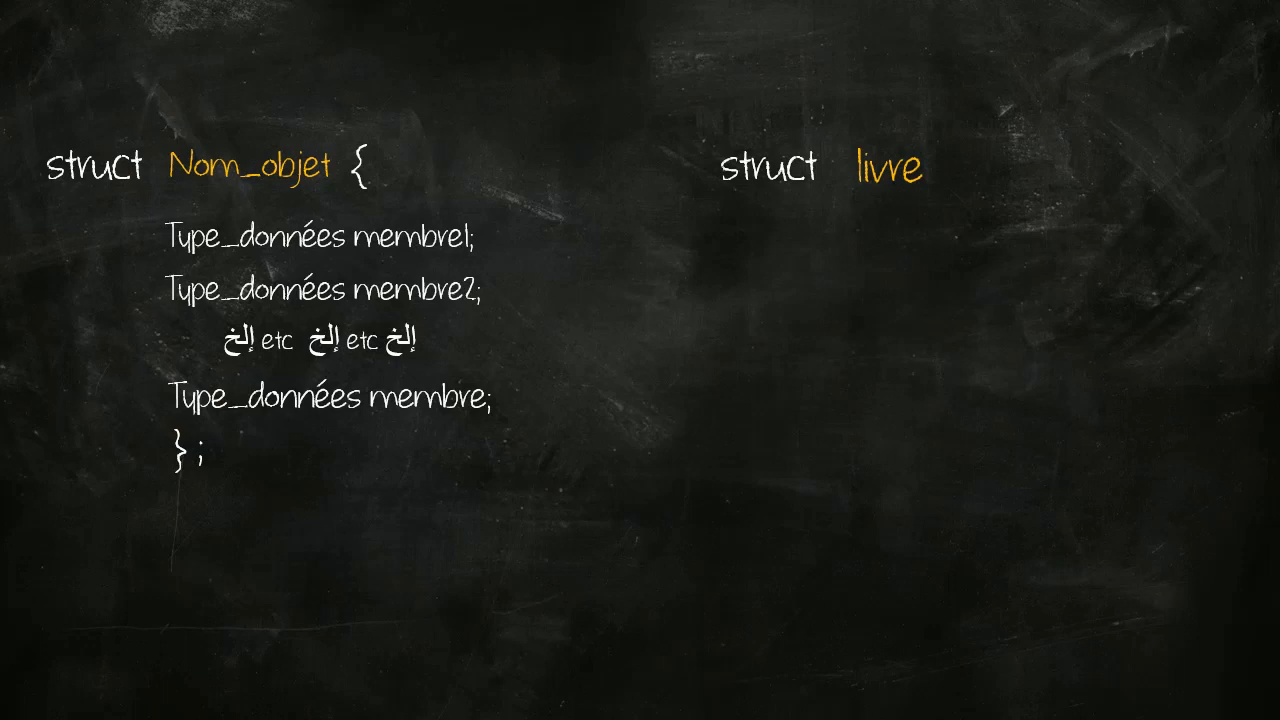 struct Nom_objet {
Type_données membre1;
Type_données membre2;
إلخ etc إلخ etc إلخ
Type_données membre;
} ;
struct livre